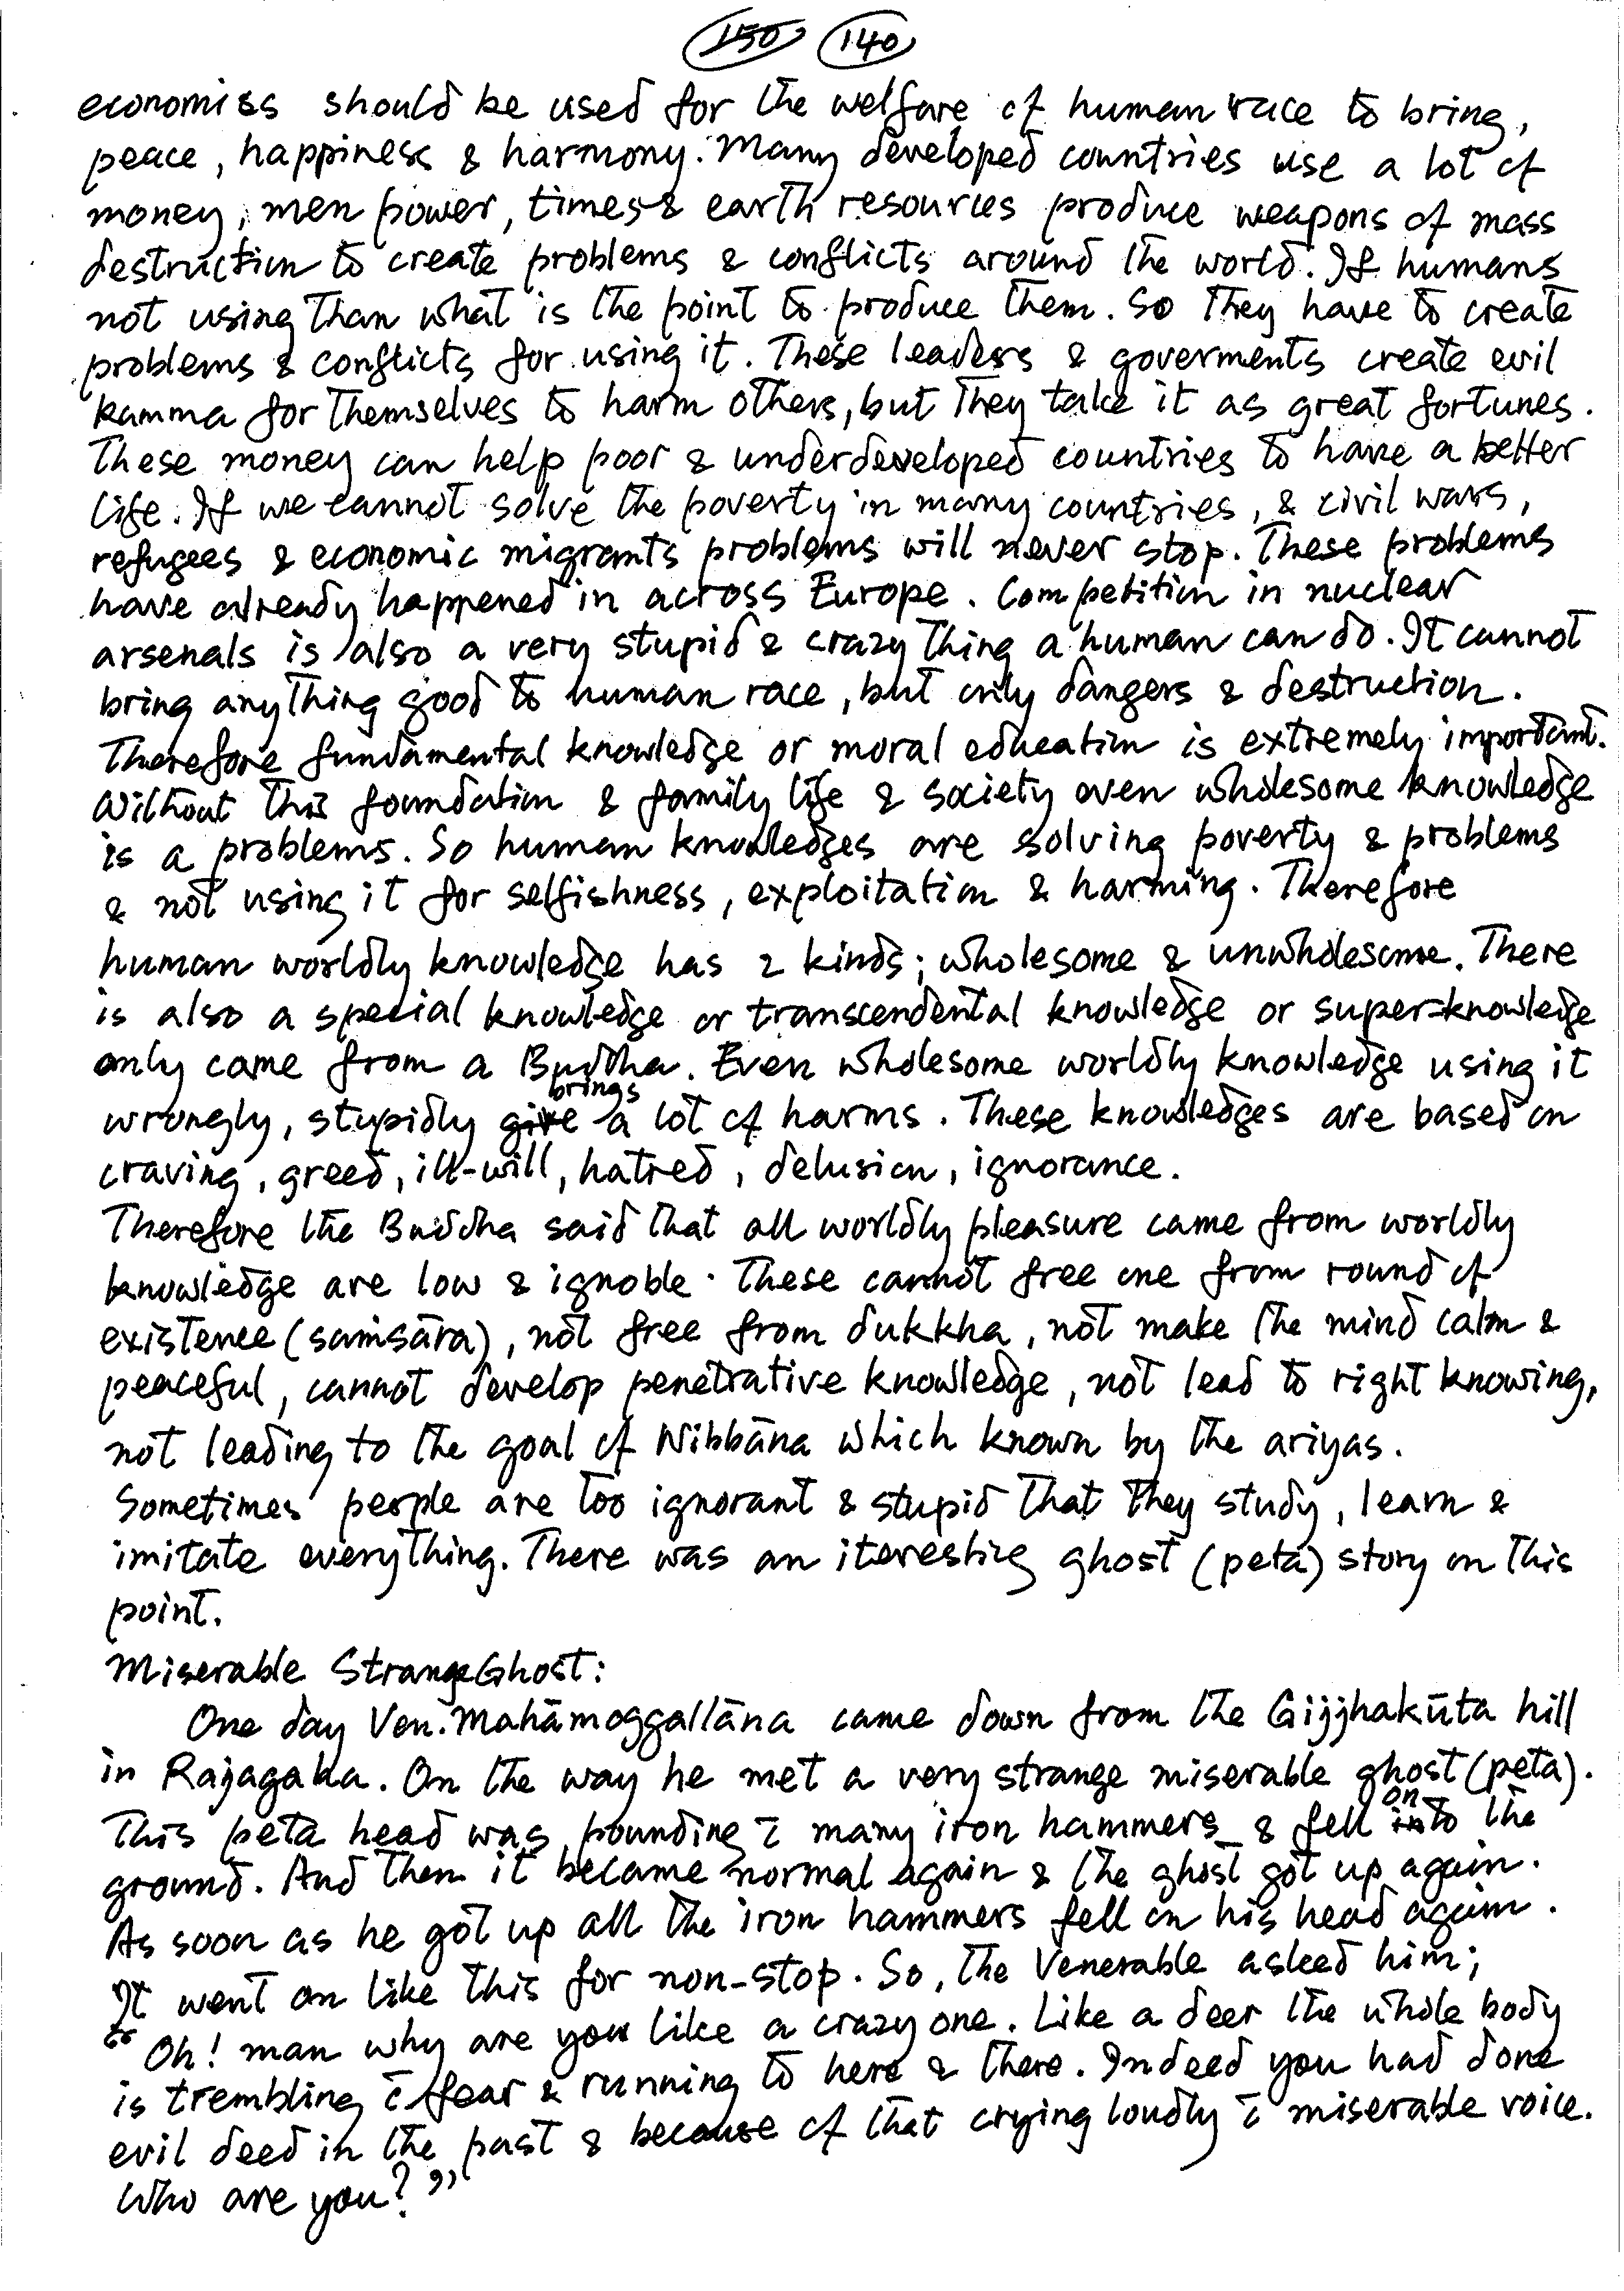 150 140
economiss should be used for the welfare of human race to bring,
peace, happiness & harmony. Many developed countries use a lot of
money, men power, times & earth resources produce weapons of mass
destruction to create problems & conflicts around the world. If humans
not using than what is the point to produce them. So they have to create
problems & conflicts for using it. These leaders & goverments create evil
kamma for themselves to harm others, but they take it as great fortunes.
These money can help poor & underdeveloped countries to have a better
life. If we cannot solve the poverty in many countries, & civil wars,
refugees & economic migrants problems will never stop. These problems
have already happened in across Europe. Competition in nuclear
arsenals is also a very stupid & crazy thing a human can do. It cannot
bring anything good to human race, but only dangers & destruction.
Therefore fundamental knowledge or moral education is extremely important.
Without this foundation & family life & society even wholesome knowledge
is a problems. So human knowledges are solving poverty & problems
& not using it for selfishness, exploitation & harming. Therefore
human worldly knowledge has 2 kinds; wholesome & unwholesome. There
is also a special knowledge or transcendental knowledge or super-knowledge
only came from a Buddha. Even wholesome worldly knowledge using it
wrongly, stupidly give brings a lot of harms. These knowledges are based on
craving, greed, ill-will, hatred, delusion, ignorance.
Therefore the Buddha said that all worldly pleasure came from worldly
knowledge are low & ignoble. These cannot free one from round of
existence (saṁsāra), not free from dukkha, not make the mind calm &
peaceful, cannot develop penetrative knowledge, not lead to right knowing,
not leading to the goal of Nibbāna which known by the ariyas.
Sometimes people are too ignorant & stupid that they study, learn &
imitate everything. There was an iteresting ghost (peta) story on this
point.
Miserable Strange Ghost:
One day Ven. Mahāmoggallāna came down from the Gijjhakūta hill
in Rajagaha. On the way he met a very strange miserable ghost (peta).
This peta head was pounding c̄ many iron hammers & fell in onto the
ground. And then it became normal again & the ghost got up again.
As soon as he got up all the iron hammers fell on his head again.
It went on like this for non-stop. So, the Venerable asked him;
“Oh! man why are you like a crazy one. Like a deer the whole body
is trembling c̄ fear & running to here & there. Indeed you had done
evil deed in the past & because of that crying loudly c̄ miserable voice.
Who are you?”